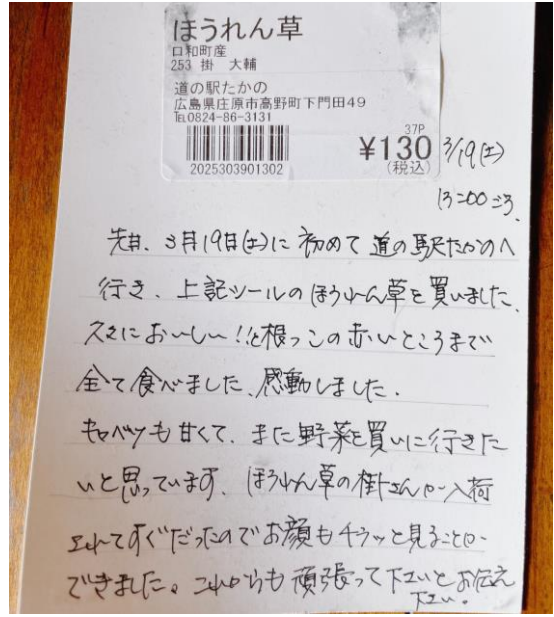 ほうれん草
口和町産
253 掛 大輔
道の駅たかの
広島県庄原市高野町下門田49
℡0824-86-3131
37P
¥130
(税込)
2025303901302
3/19(土)
13:00ごろ
先日、3月19日(土)に初めて道の駅たかのへ
行き、上記シールのほうれん草を買いました。
久々においしい!と根っこの赤いところまで
全て食べました、感動しました。
キャベツも甘くて、また野菜を買いに行きた
いと思っています、ほうれん草の掛さんが入荷
されてすぐだったのでお顔もチラッと見ることが
できました。これからも頑張って下さいとお伝え
下さい。